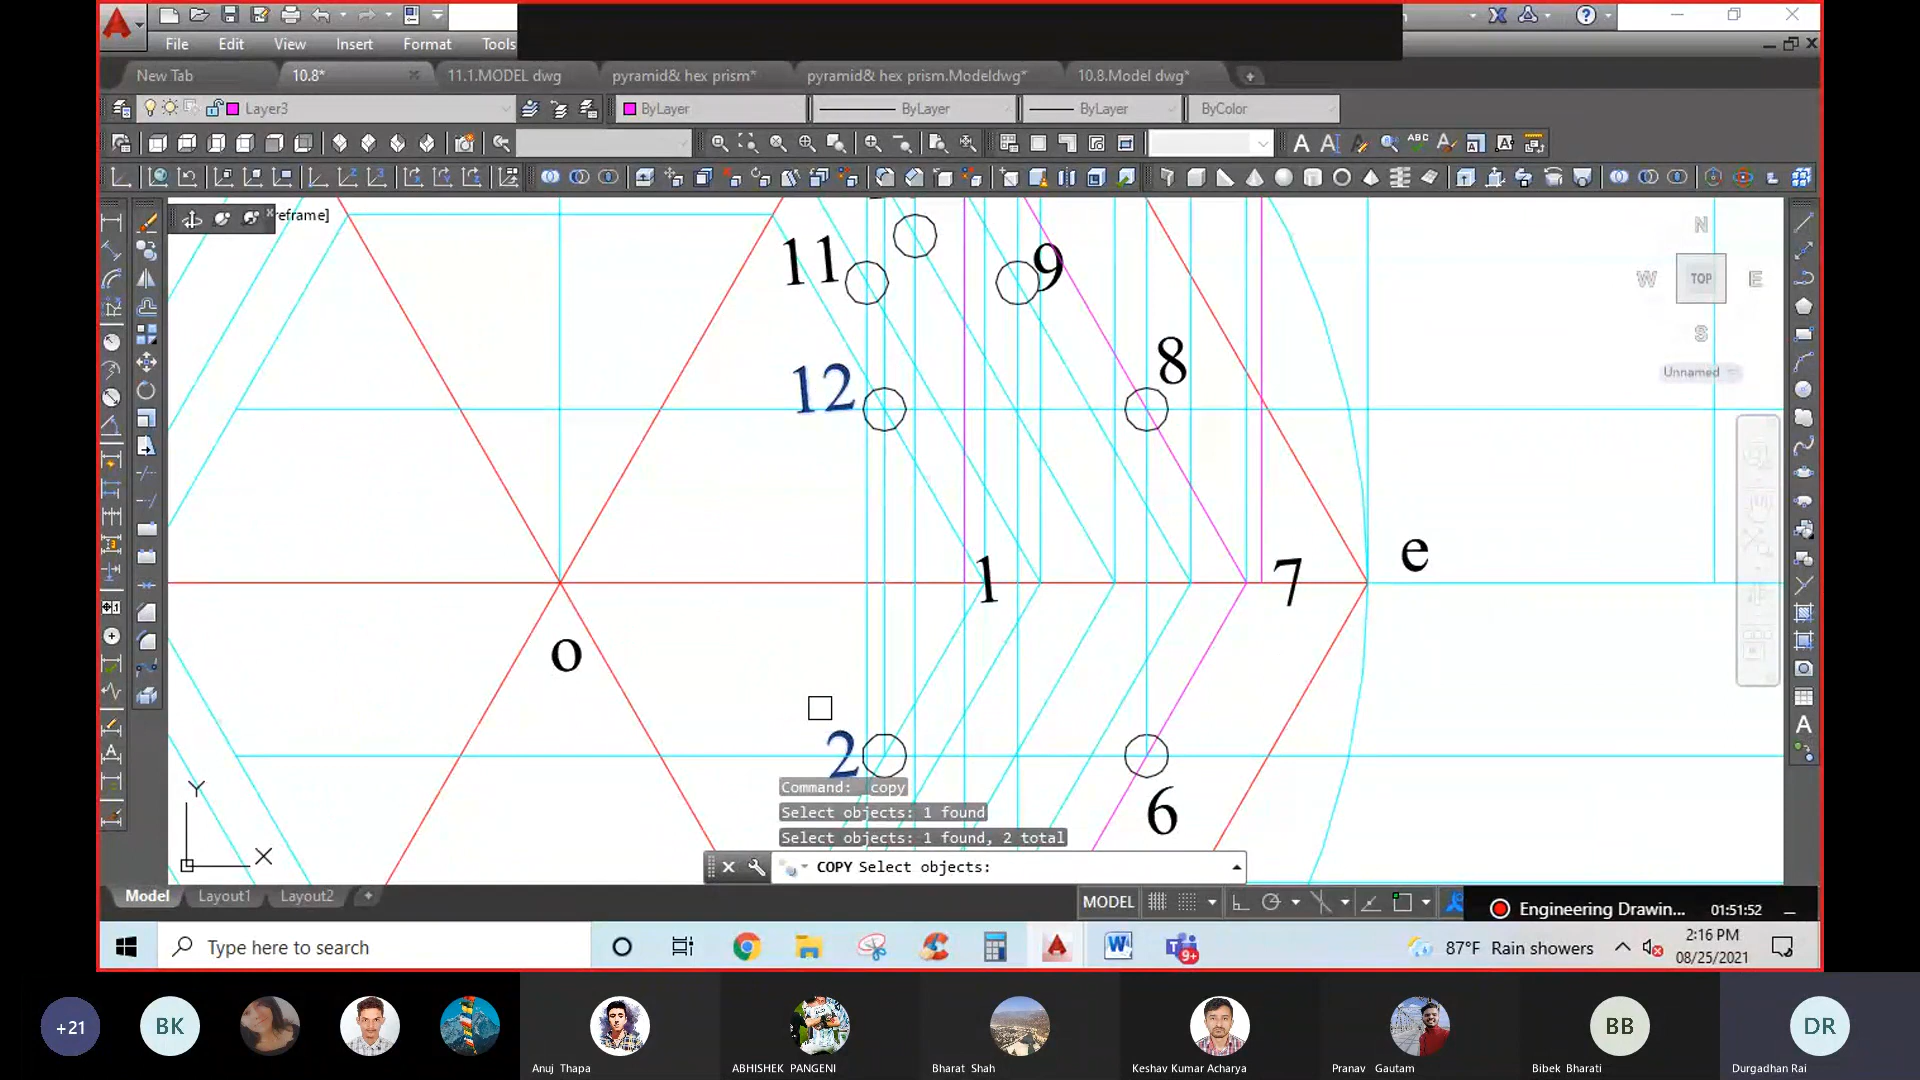 File Edit View Insert Format Tools
New Tab 10.8* 11.1.MODEL dwg pyramid& hex prism* pyramid& hex prism.Modeldwg* 10.8.Model dwg*
Layer3 ByLayer ByLayer ByLayer ByColor
reframe]
N
W TOP E
S
Unnamed
11
9
8
12
e
1
7
o
2
6
Y
X
Command: _copy
Select objects: 1 found
Select objects: 1 found, 2 total
COPY Select objects:
Model Layout1 Layout2 +
MODEL
Engineering Drawin... 01:51:52
Type here to search
87°F Rain showers
2:16 PM
08/25/2021
9+
+21 BK BB DR
Anuj Thapa ABHISHEK PANGENI Bharat Shah Keshav Kumar Acharya Pranav Gautam Bibek Bharati Durgadhan Rai